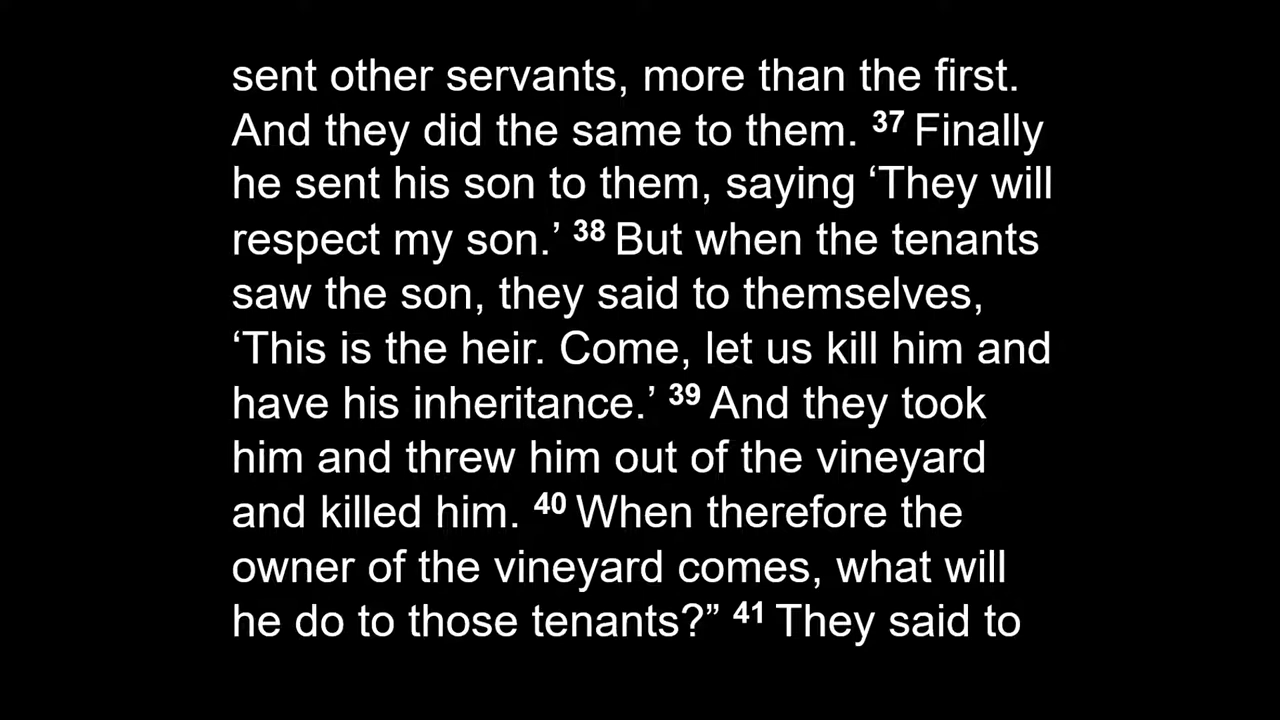 sent other servants, more than the first.
And they did the same to them. 37 Finally
he sent his son to them, saying ‘They will
respect my son.’ 38 But when the tenants
saw the son, they said to themselves,
‘This is the heir. Come, let us kill him and
have his inheritance.’ 39 And they took
him and threw him out of the vineyard
and killed him. 40 When therefore the
owner of the vineyard comes, what will
he do to those tenants?” 41 They said to